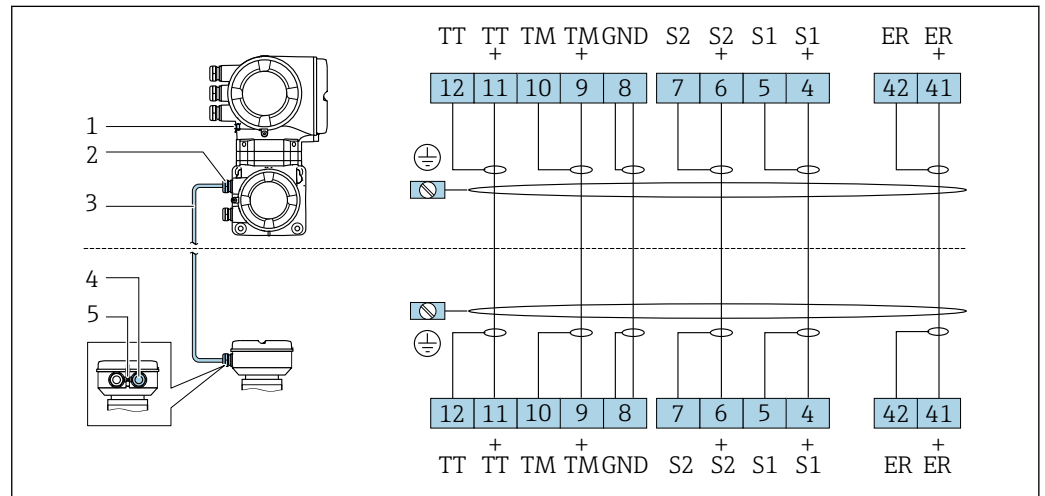 TT TT TM TM GND S2 S2 S1 S1 ER ER
+ + + + +
12 11 10 9 8 7 6 5 4 42 41
1
2
3
4
5
12 11 10 9 8 7 6 5 4 42 41
+ + + + +
TT TT TM TM GND S2 S2 S1 S1 ER ER